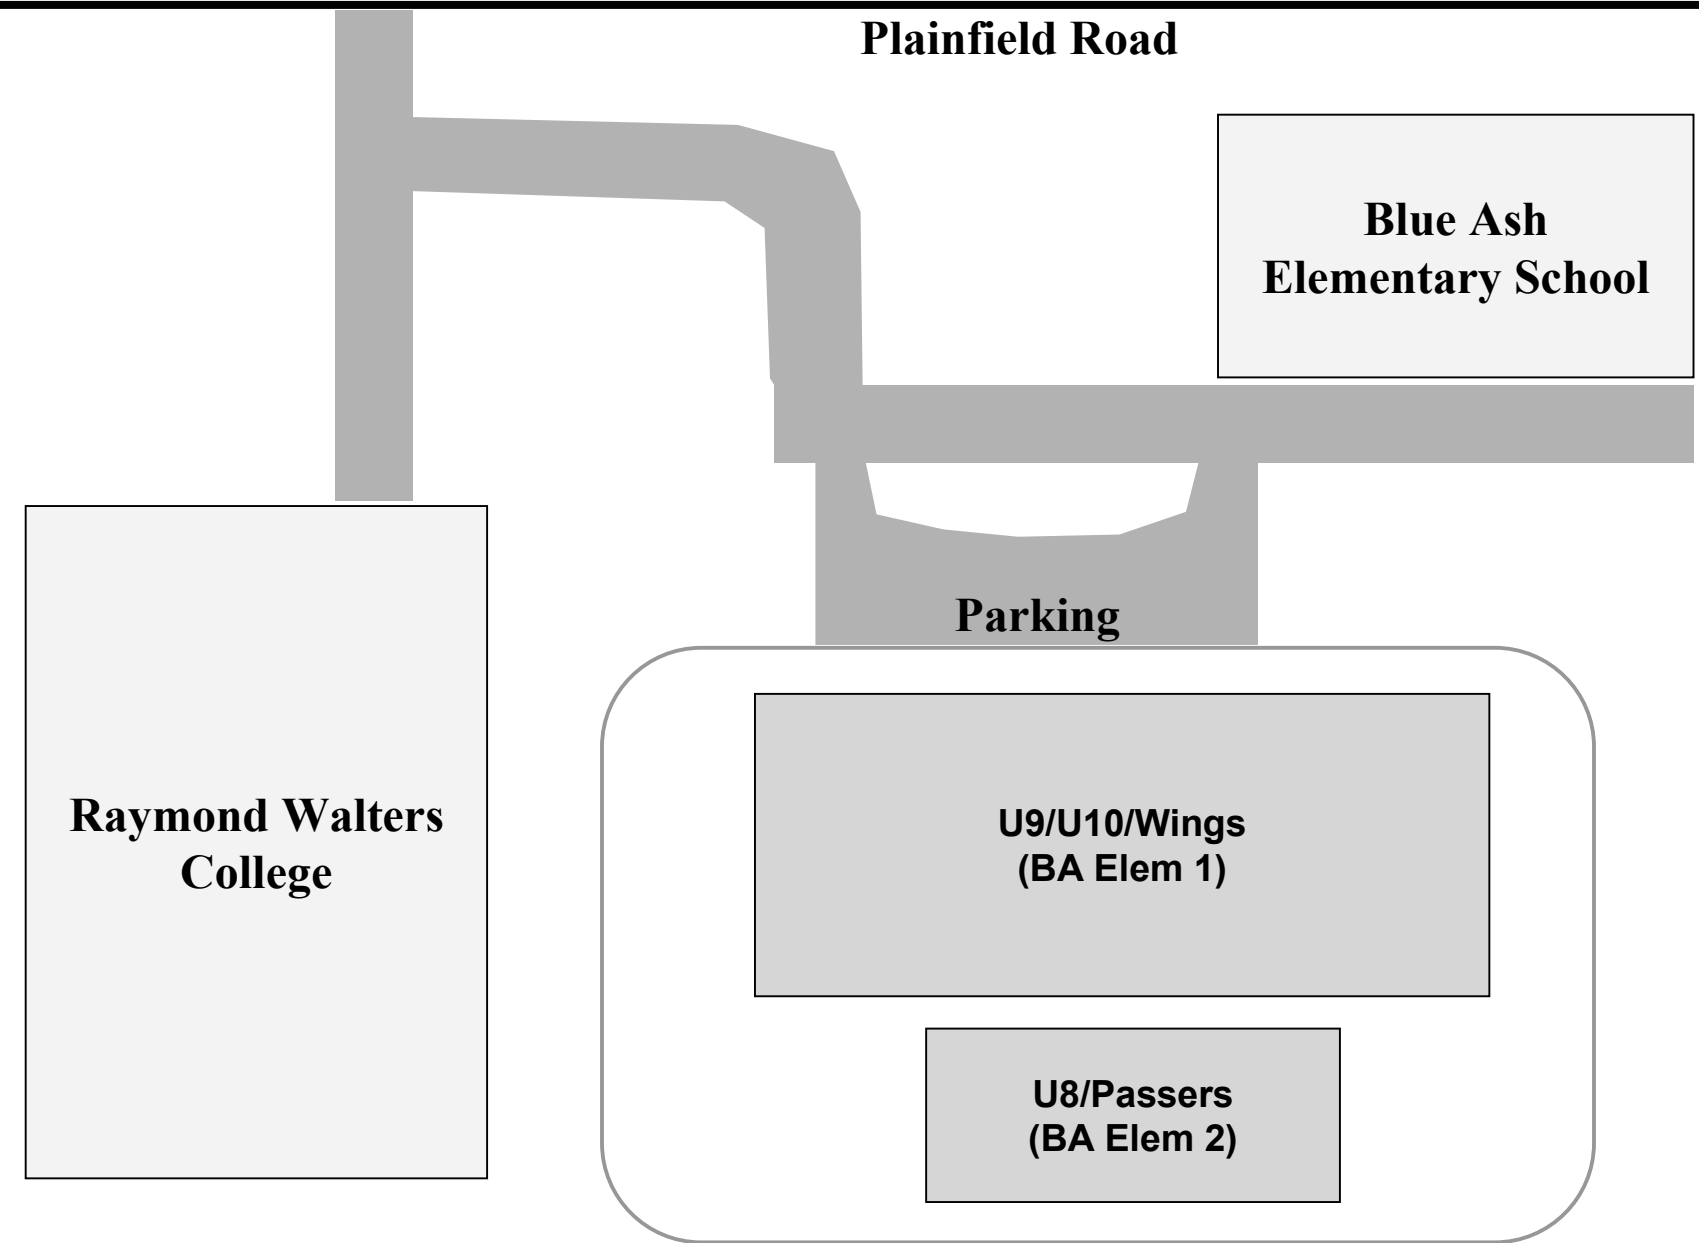 Plainfield Road
Blue Ash
Elementary School
Parking
Raymond Walters
College
U9/U10/Wings
(BA Elem 1)
U8/Passers
(BA Elem 2)